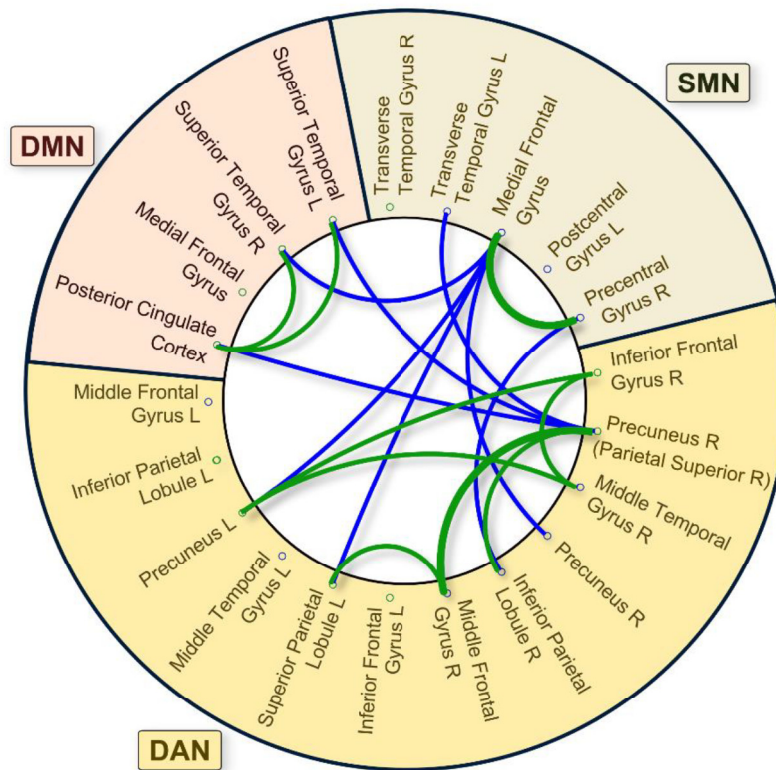 SMN
Transverse
Temporal Gyrus R
Transverse
Temporal Gyrus L
Medial Frontal
Gyrus
Postcentral
Gyrus L
Precentral
Gyrus R
Inferior Frontal
Gyrus R
Precuneus R
(Parietal Superior R)
Middle Temporal
Gyrus R
Precuneus R
Inferior Parietal
Lobule R
Middle Frontal
Gyrus R
Inferior Frontal
Gyrus L
Superior Parietal
Lobule L
Middle Temporal
Gyrus L
Precuneus L
Inferior Parietal
Lobule L
Middle Frontal
Gyrus L
DAN
Posterior Cingulate
Cortex
Medial Frontal
Gyrus
Superior Temporal
Gyrus R
Superior Temporal
Gyrus L
DMN